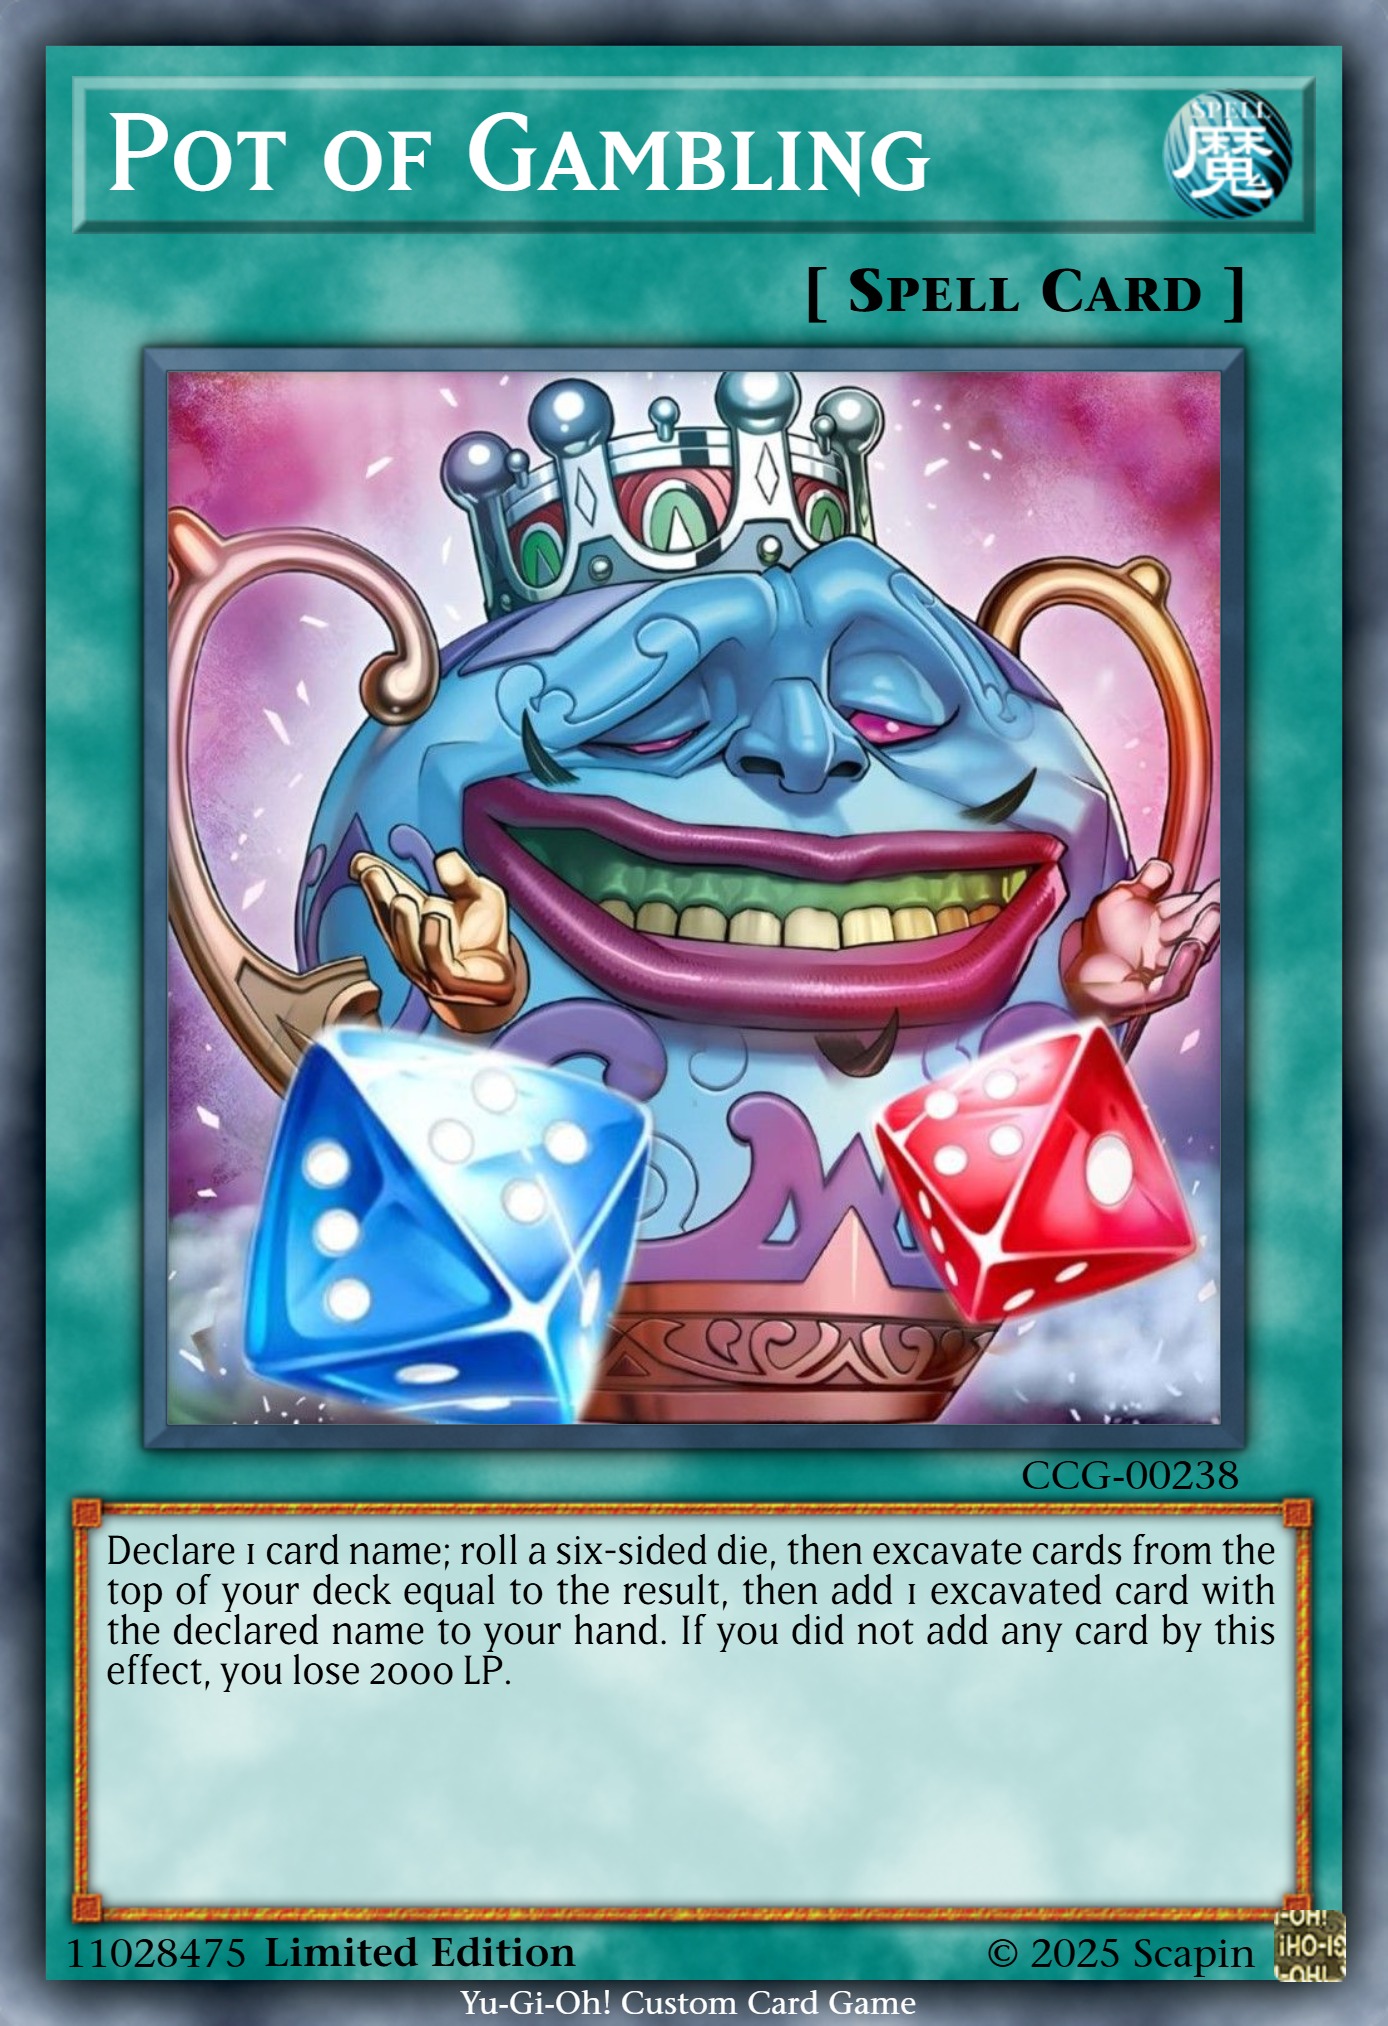 Pot of Gambling
SPELL
魔
[ Spell Card ]
CCG-00238
Declare 1 card name; roll a six-sided die, then excavate cards from the
top of your deck equal to the result, then add 1 excavated card with
the declared name to your hand. If you did not add any card by this
effect, you lose 2000 LP.
11028475 Limited Edition
© 2025 Scapin
Yu-Gi-Oh! Custom Card Game